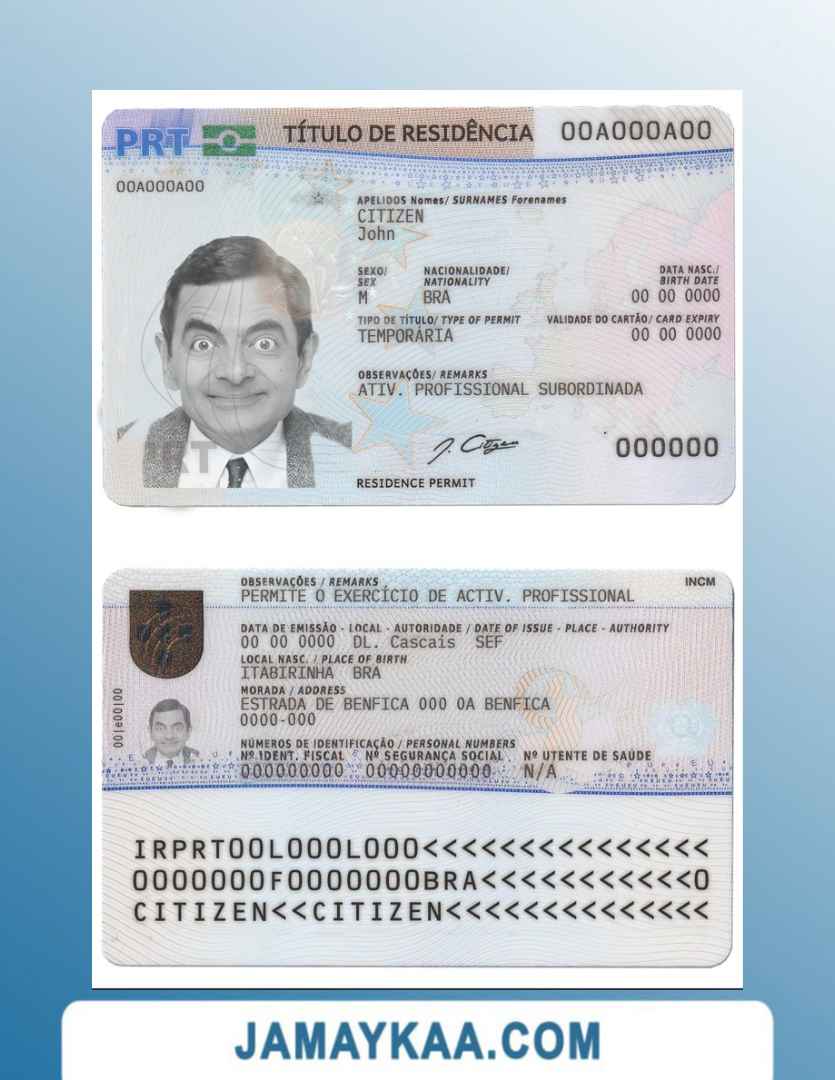 PRT
TÍTULO DE RESIDÊNCIA
00A000A00
00A000A00
APELIDOS Nomes/ SURNAMES Forenames
CITIZEN
John
SEXO/ NACIONALIDADE/ DATA NASC./
SEX NATIONALITY BIRTH DATE
M BRA 00 00 0000
TIPO DE TÍTULO/ TYPE OF PERMIT VALIDADE DO CARTÃO/ CARD EXPIRY
TEMPORÁRIA 00 00 0000
OBSERVAÇÕES/ REMARKS
ATIV. PROFISSIONAL SUBORDINADA
J. Citizen
000000
RESIDENCE PERMIT
OBSERVAÇÕES / REMARKS INCM
PERMITE O EXERCÍCIO DE ACTIV. PROFISSIONAL
DATA DE EMISSÃO - LOCAL - AUTORIDADE / DATE OF ISSUE - PLACE - AUTHORITY
00 00 0000 DL. Cascais SEF
LOCAL NASC. / PLACE OF BIRTH
ITABIRINHA BRA
MORADA / ADDRESS
ESTRADA DE BENFICA 000 0A BENFICA
0000-000
NÚMEROS DE IDENTIFICAÇÃO / PERSONAL NUMBERS
Nº IDENT. FISCAL Nº SEGURANÇA SOCIAL Nº UTENTE DE SAÚDE
000000000 00000000000 N/A
IRPRT00L000L000<<<<<<<<<<<<<<<
0000000F0000000BRA<<<<<<<<<<<0
CITIZEN<<CITIZEN<<<<<<<<<<<<<<
JAMAYKAA.COM